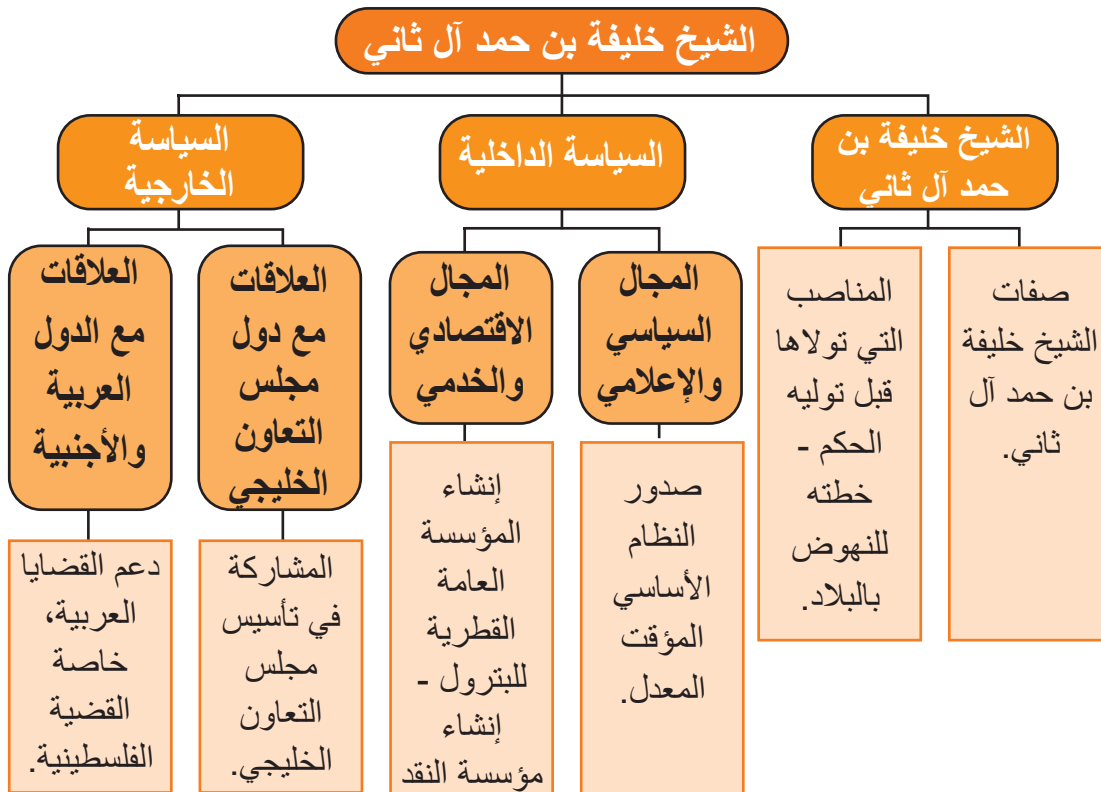 الشيخ خليفة بن حمد آل ثاني
الشيخ خليفة بن
حمد آل ثاني
صفات
الشيخ خليفة
بن حمد آل
ثاني.
المناصب
التي تولاها
قبل توليه
الحكم -
خطته
للنهوض
بالبلاد.
السياسة الداخلية
المجال
السياسي
والإعلامي
صدور
النظام
الأساسي
المؤقت
المعدل.
المجال
الاقتصادي
والخدمي
إنشاء
المؤسسة
العامة
القطرية
للبترول -
إنشاء
مؤسسة النقد
السياسة
الخارجية
العلاقات
مع دول
مجلس
التعاون
الخليجي
المشاركة
في تأسيس
مجلس
التعاون
الخليجي.
العلاقات
مع الدول
العربية
والأجنبية
دعم القضايا
العربية،
خاصة
القضية
الفلسطينية.